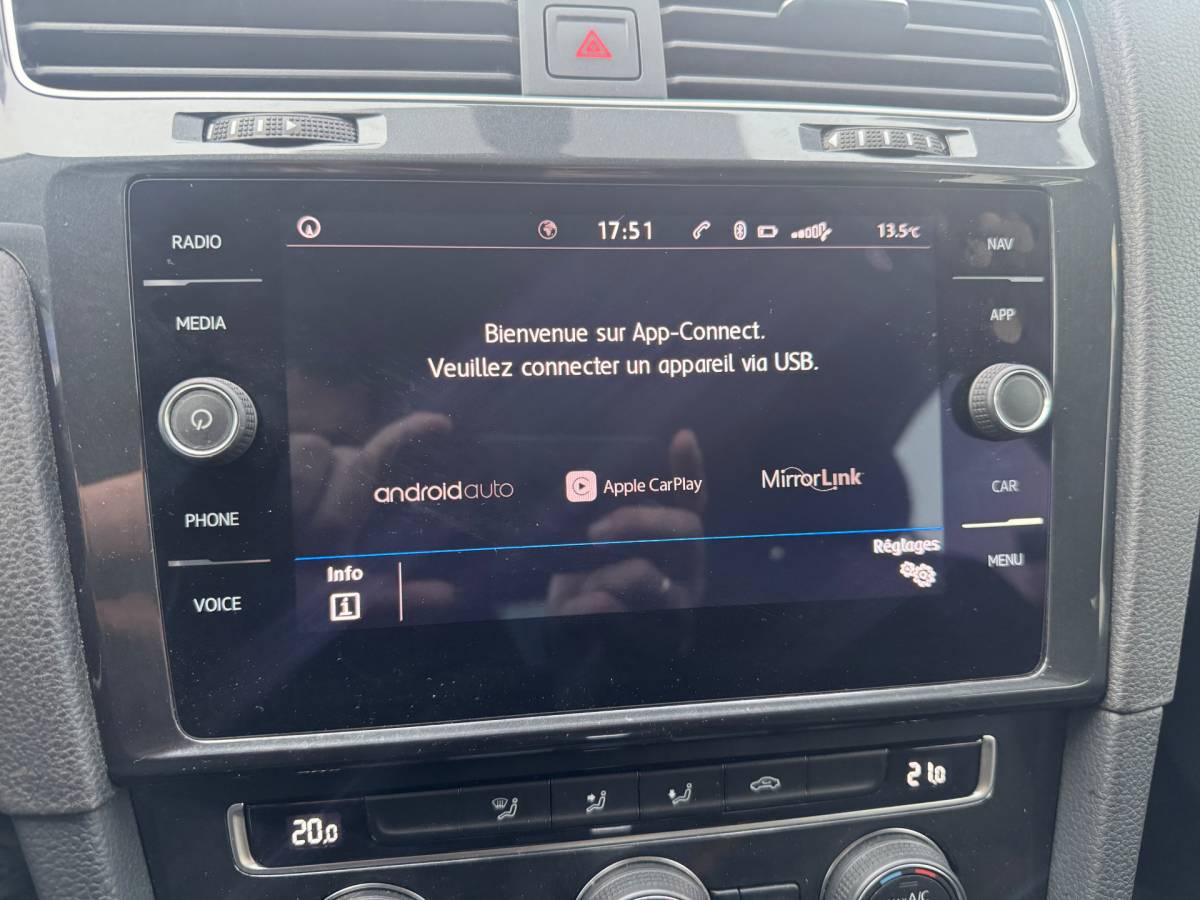 17:51
13.5°C
RADIO
MEDIA
PHONE
VOICE
Bienvenue sur App-Connect.
Veuillez connecter un appareil via USB.
androidauto
Apple CarPlay
MirrorLink
Info
Réglages
NAV
APP
CAR
MENU
20.0
21.0
A/C